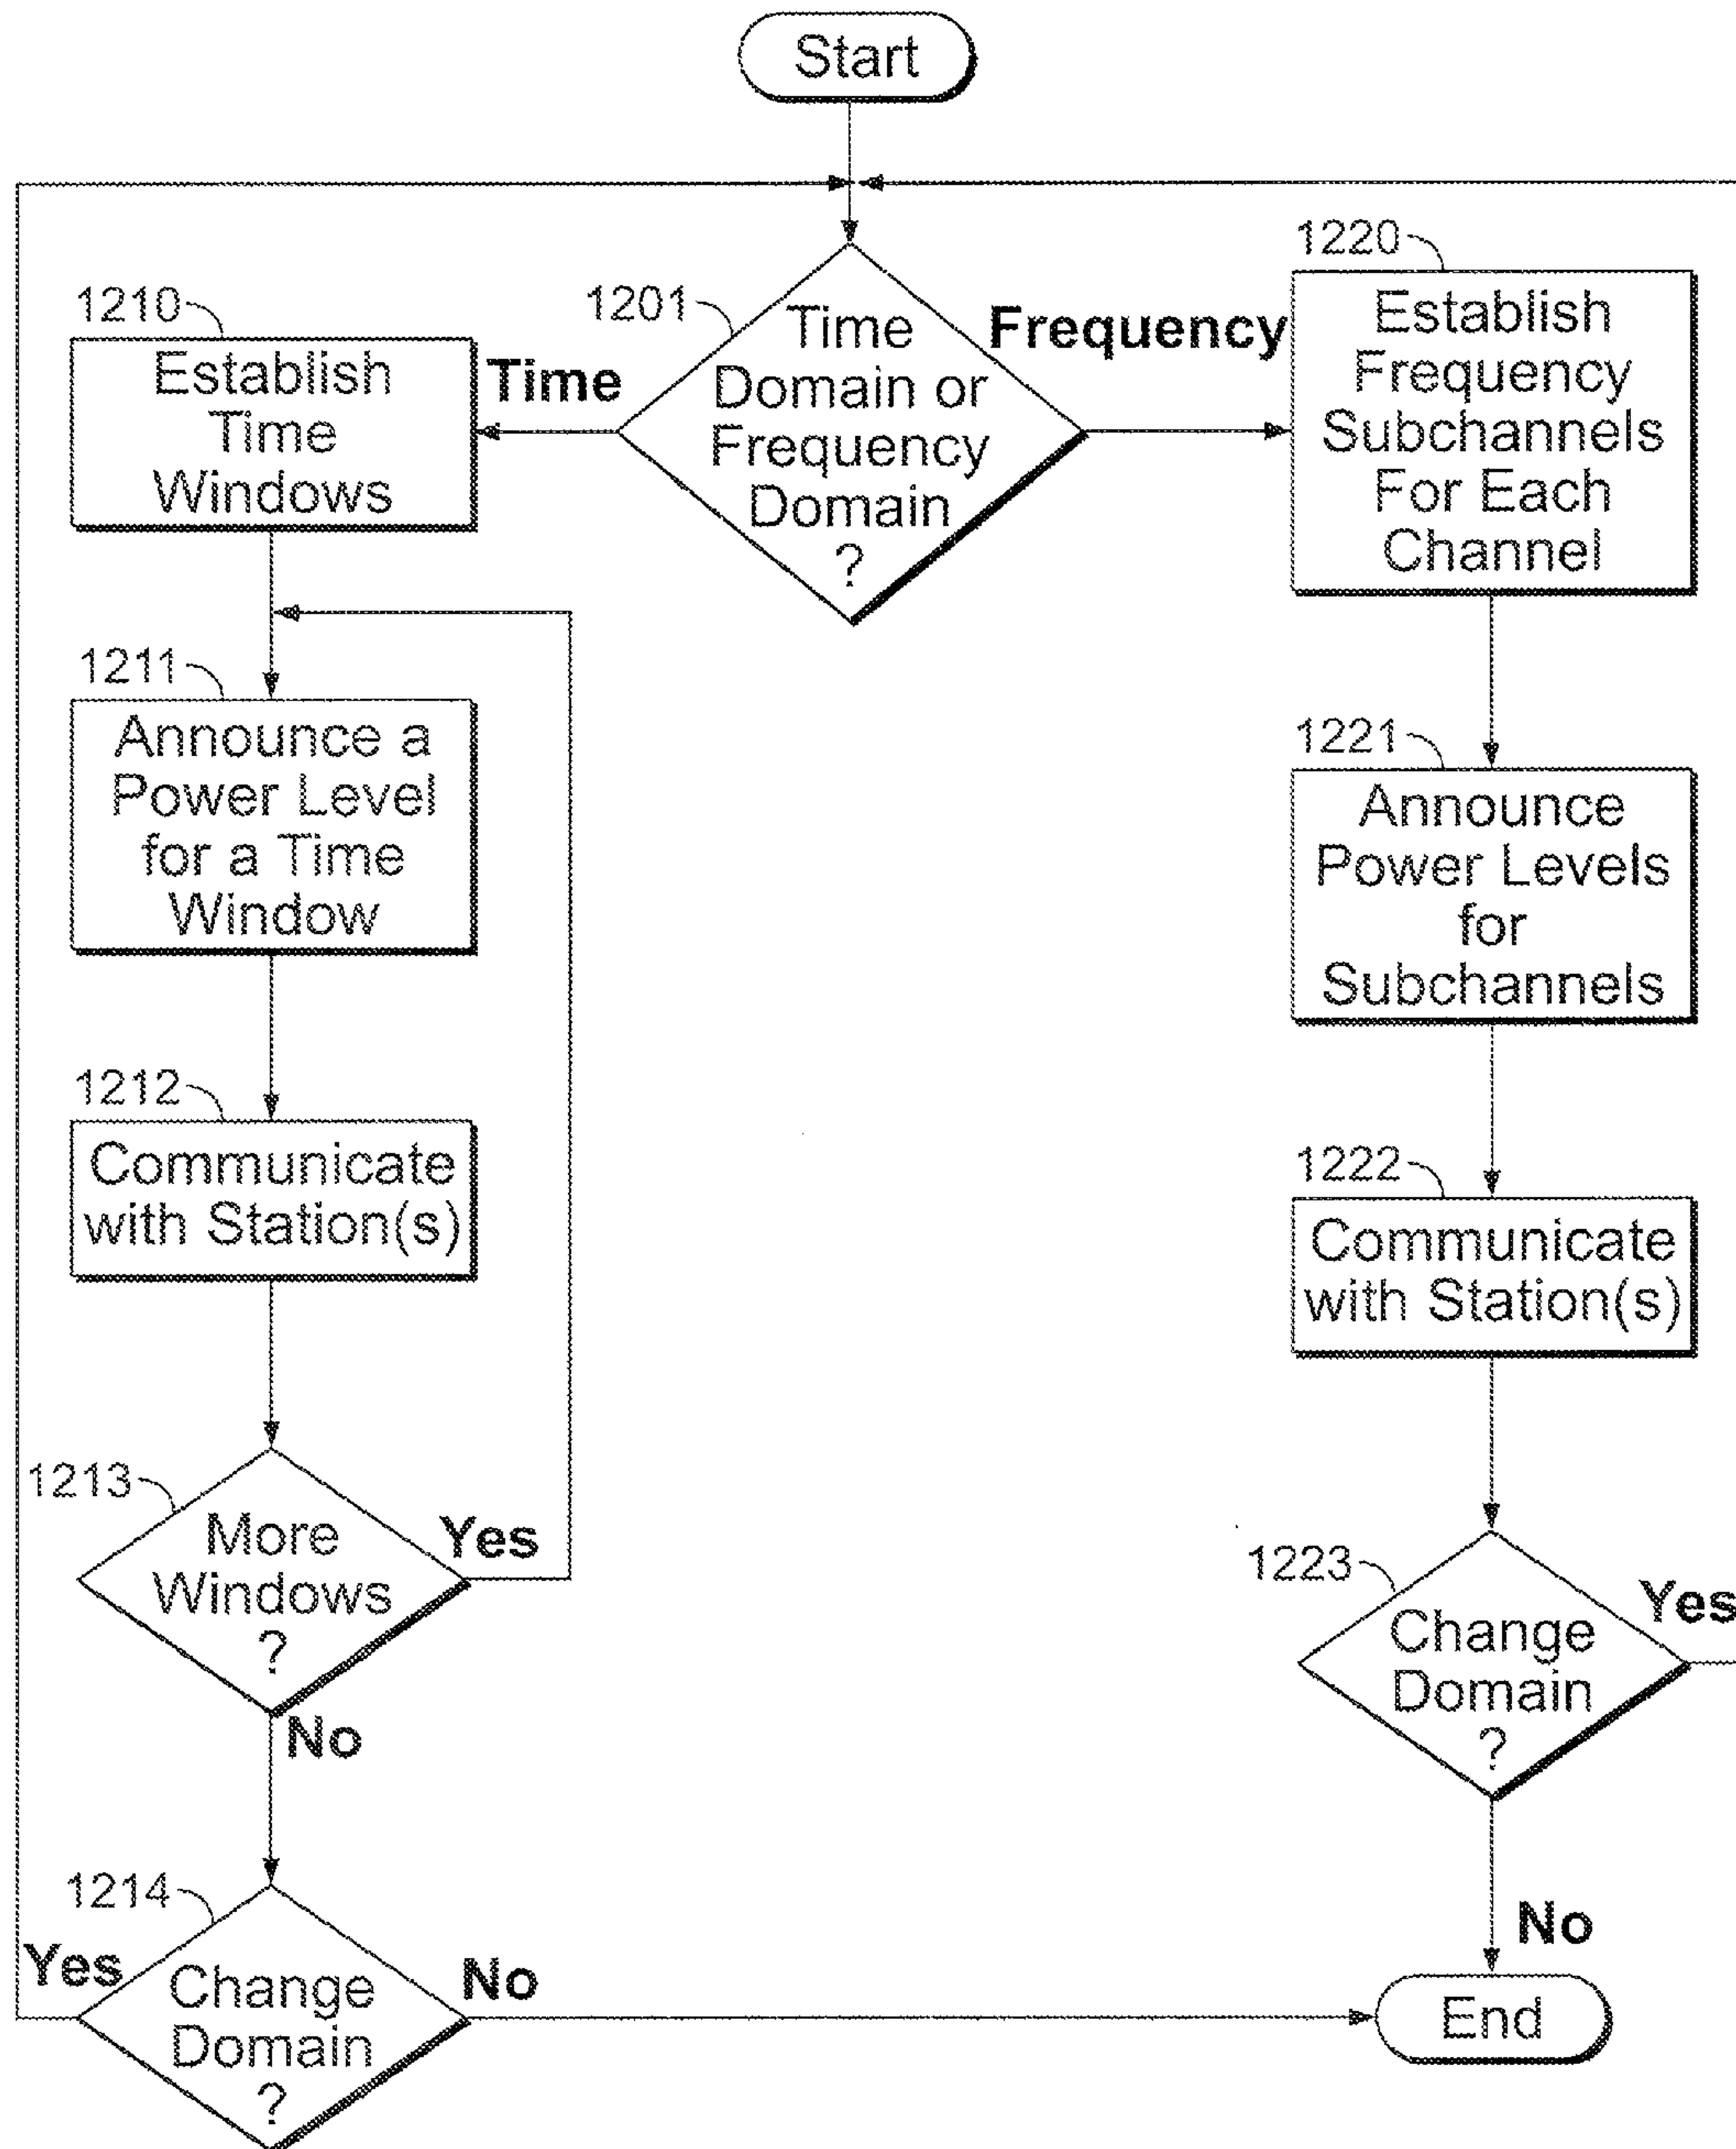 Start
1201
Time
Domain or
Frequency
Domain
?
Time
Frequency
1210
Establish
Time
Windows
1211
Announce a
Power Level
for a Time
Window
1212
Communicate
with Station(s)
1213
More
Windows
?
Yes
No
1214
Change
Domain
?
Yes
No
1220
Establish
Frequency
Subchannels
For Each
Channel
1221
Announce
Power Levels
for
Subchannels
1222
Communicate
with Station(s)
1223
Change
Domain
?
Yes
No
End